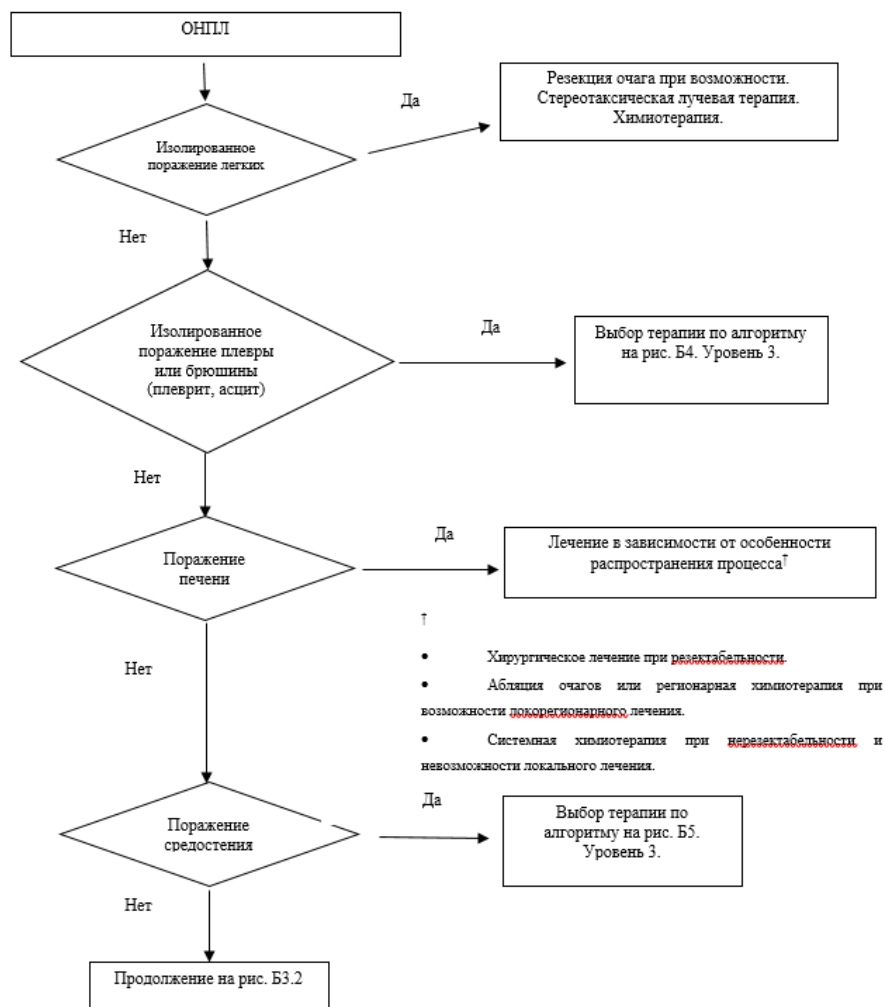 ОНПЛ
Да
Резекция очага при возможности.
Стереотаксическая лучевая терапия.
Химиотерапия.
Изолированное
поражение легких
Нет
Изолированное
поражение плевры
или брюшины
(плеврит, асцит)
Да
Выбор терапии по алгоритму
на рис. Б4. Уровень 3.
Нет
Поражение
печени
Да
Лечение в зависимости от особенности
распространения процесса†
†
• Хирургическое лечение при резектабельности.
• Абляция очагов или регионарная химиотерапия при
возможности локорегионарного лечения.
• Системная химиотерапия при нерезектабельности и
невозможности локального лечения.
Нет
Поражение
средостения
Да
Выбор терапии по
алгоритму на рис. Б5.
Уровень 3.
Нет
Продолжение на рис. Б3.2